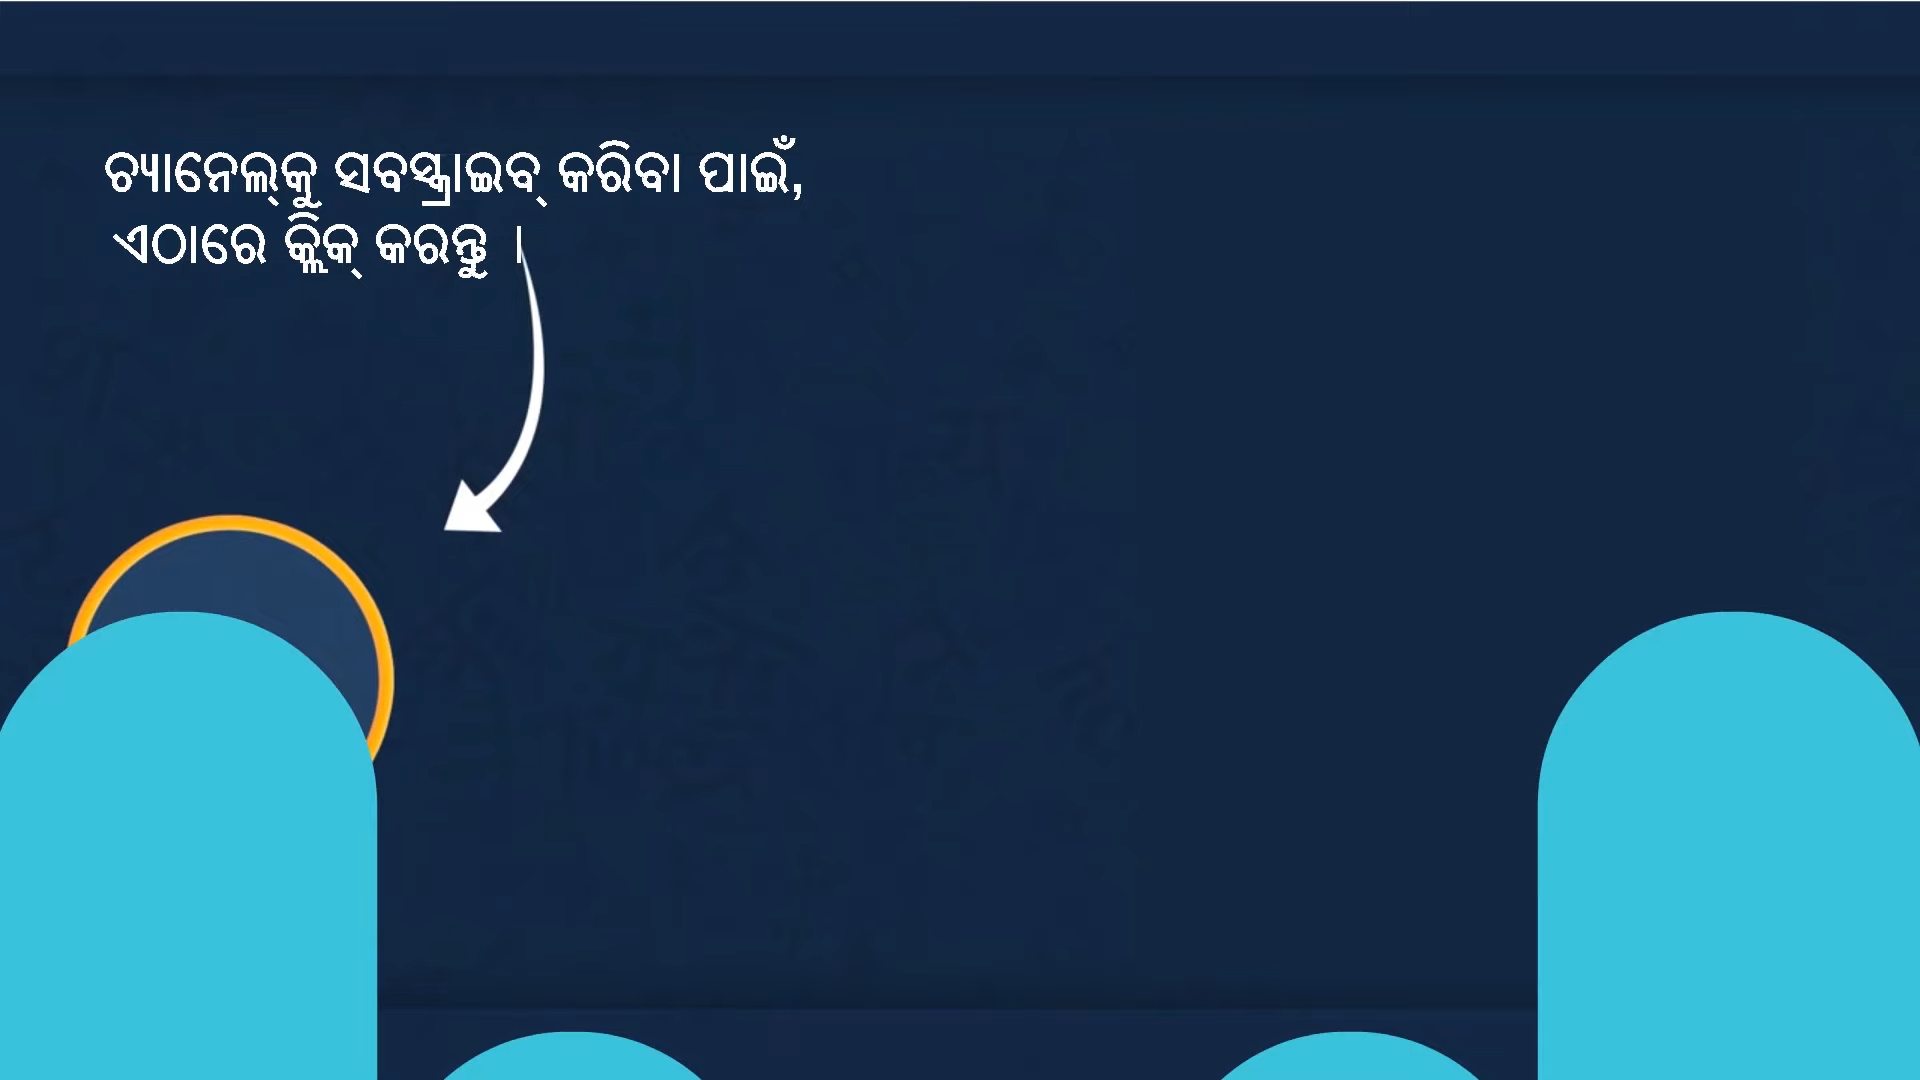 ଚ୍ୟାନେଲ୍‌କୁ ସବସ୍କ୍ରାଇବ୍ କରିବା ପାଇଁ,
ଏଠାରେ କ୍ଲିକ୍ କରନ୍ତୁ ।